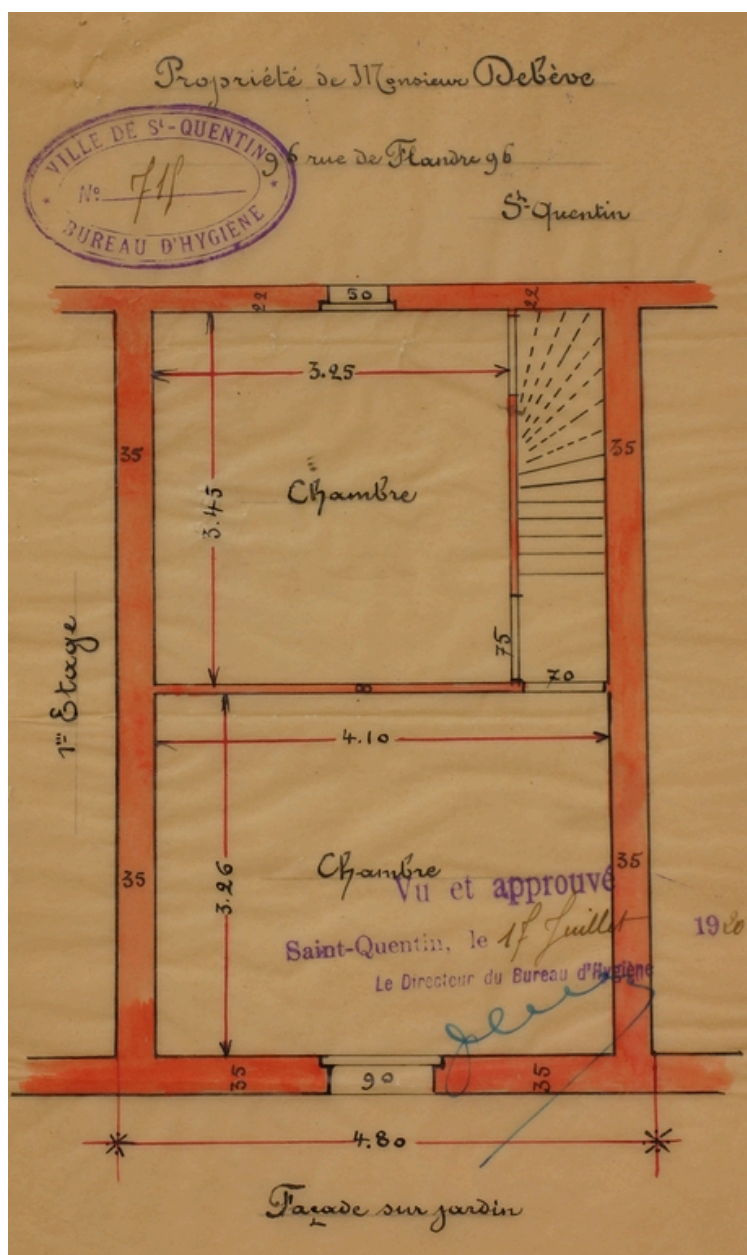 Propriété de Monsieur Debève
VILLE DE St-QUENTIN
No
BUREAU D'HYGIÈNE
96 rue de Flandre 96
St-Quentin
50
22
22
3.25
35
35
3.45
Chambre
75
70
8
1er Etage
4.10
3.26
Chambre
35
35
Vu et approuvé
Saint-Quentin, le 17 Juillet 1920
Le Directeur du Bureau d'Hygiène
35
90
35
4.80
Façade sur jardin